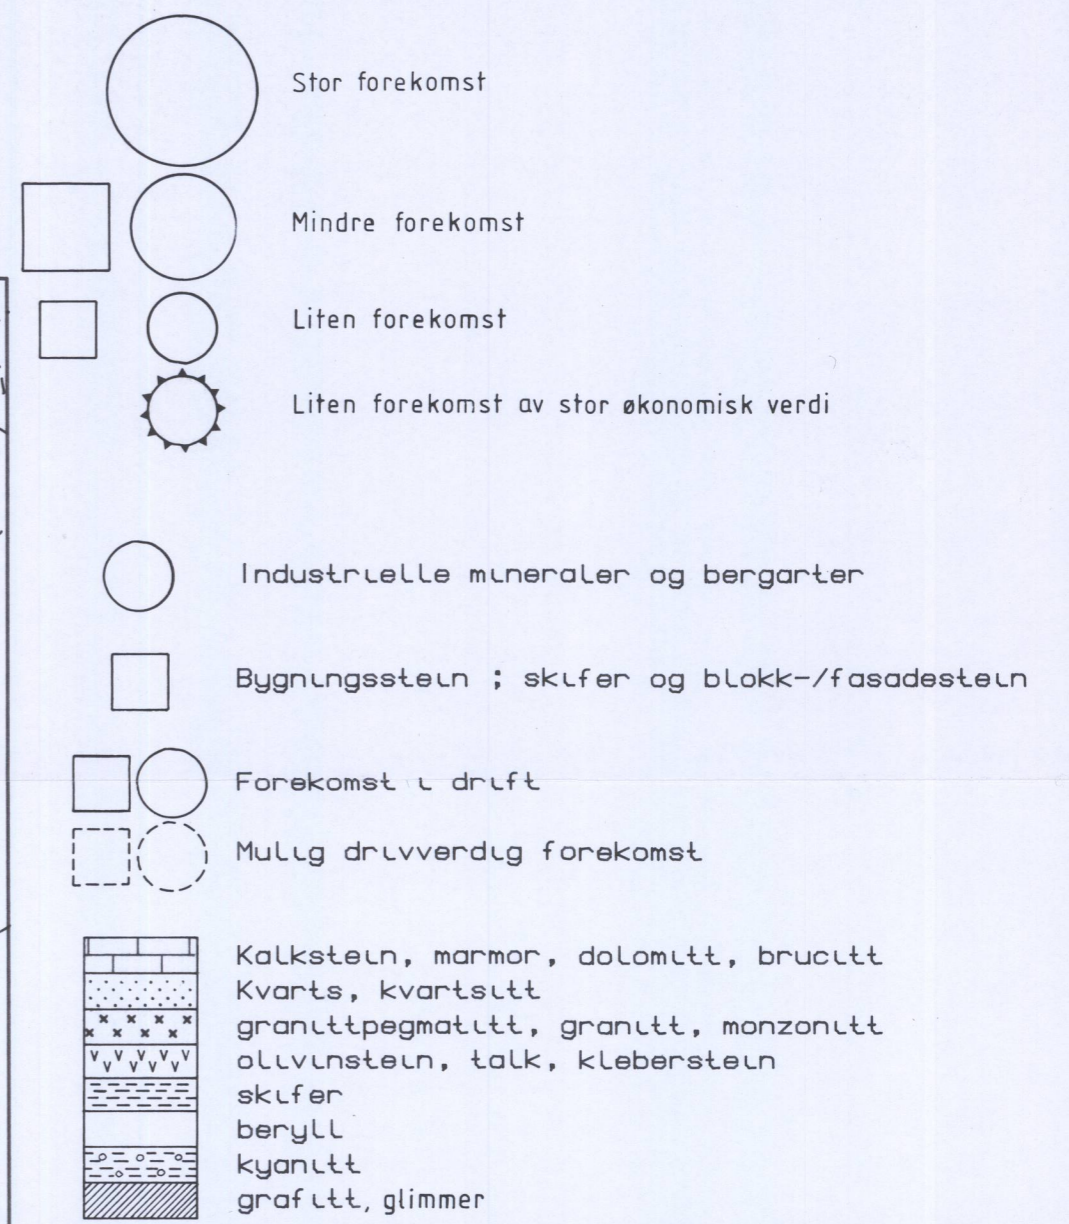 Stor forekomst
Mindre forekomst
Liten forekomst
Liten forekomst av stor økonomisk verdi
Industrielle mineraler og bergarter
Bygningsstein ; skifer og blokk-/fasadestein
Forekomst i drift
Mulig drivverdig forekomst
Kalkstein, marmor, dolomitt, brucitt
Kvarts, kvartsitt
granittpegmatitt, granitt, monzonitt
olivinstein, talk, kleberstein
skifer
beryll
kyanitt
grafitt, glimmer